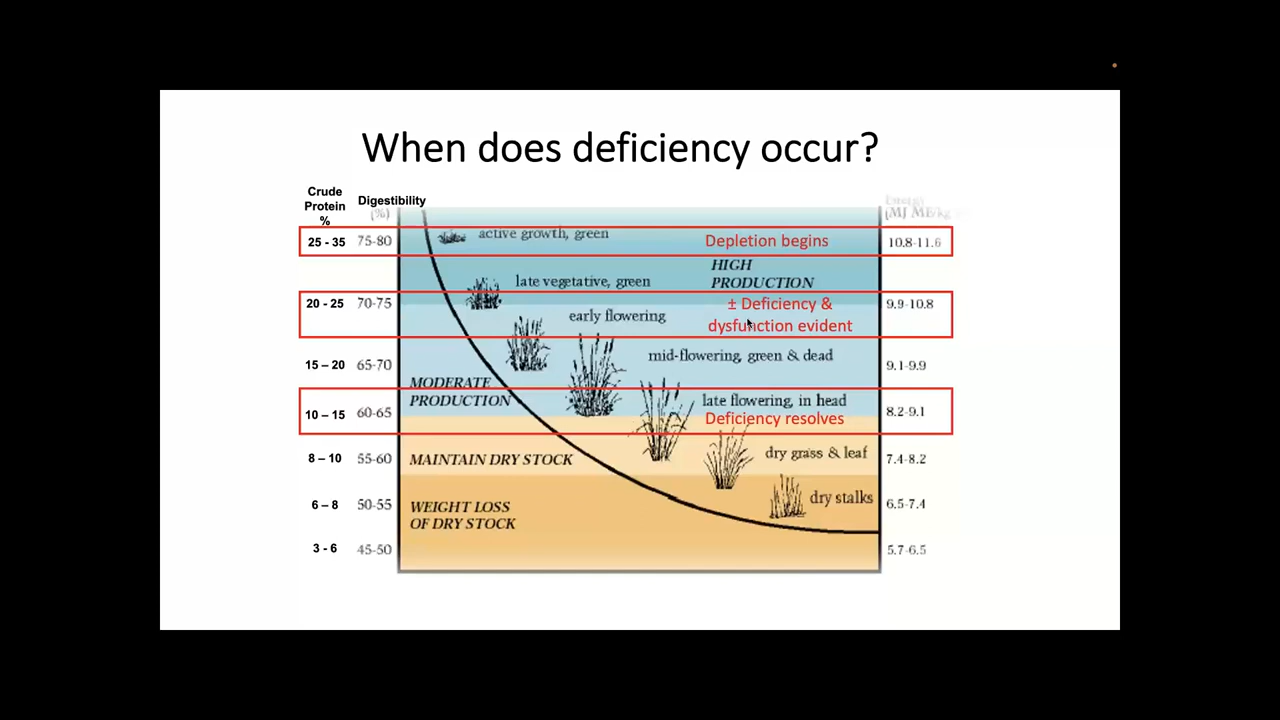 When does deficiency occur?
Crude
Protein
%
Digestibility
(%)
Energy
(MJ ME/kg
25 - 35
75-80
active growth, green
Depletion begins
10.8-11.6
HIGH
PRODUCTION
late vegetative, green
20 - 25
70-75
± Deficiency &
dysfunction evident
9.9-10.8
early flowering
15 – 20
65-70
mid-flowering, green & dead
9.1-9.9
MODERATE
PRODUCTION
late flowering, in head
10 – 15
60-65
Deficiency resolves
8.2-9.1
8 – 10
55-60
MAINTAIN DRY STOCK
dry grass & leaf
7.4-8.2
6 – 8
50-55
WEIGHT LOSS
OF DRY STOCK
dry stalks
6.5-7.4
3 - 6
45-50
5.7-6.5